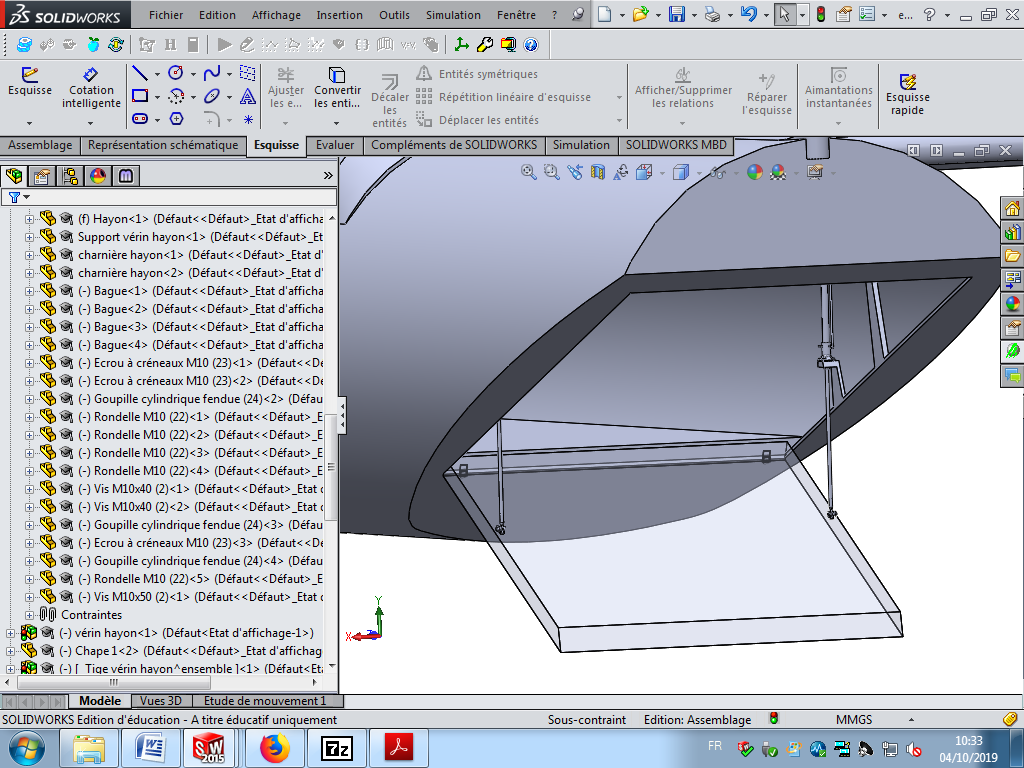 SOLIDWORKS Fichier Edition Affichage Insertion Outils Simulation Fenêtre ? e... ?
Esquisse Cotation intelligente Ajuster les e... Convertir les enti... Décaler les entités Entités symétriques Répétition linéaire d'esquisse Déplacer les entités Afficher/Supprimer les relations Réparer l'esquisse Aimantations instantanées Esquisse rapide
Assemblage Représentation schématique Esquisse Evaluer Compléments de SOLIDWORKS Simulation SOLIDWORKS MBD
(f) Hayon<1> (Défaut<<Défaut>_Etat d'afficha
Support vérin hayon<1> (Défaut<<Défaut>_Et
charnière hayon<1> (Défaut<<Défaut>_Etat d'
charnière hayon<2> (Défaut<<Défaut>_Etat d'
(-) Bague<1> (Défaut<<Défaut>_Etat d'afficha
(-) Bague<2> (Défaut<<Défaut>_Etat d'afficha
(-) Bague<3> (Défaut<<Défaut>_Etat d'afficha
(-) Bague<4> (Défaut<<Défaut>_Etat d'afficha
(-) Ecrou à créneaux M10 (23)<1> (Défaut<<Dé
(-) Ecrou à créneaux M10 (23)<2> (Défaut<<Dé
(-) Goupille cylindrique fendue (24)<2> (Défau
(-) Rondelle M10 (22)<1> (Défaut<<Défaut>_E
(-) Rondelle M10 (22)<2> (Défaut<<Défaut>_E
(-) Rondelle M10 (22)<3> (Défaut<<Défaut>_E
(-) Rondelle M10 (22)<4> (Défaut<<Défaut>_E
(-) Vis M10x40 (2)<1> (Défaut<<Défaut>_Etat d
(-) Vis M10x40 (2)<2> (Défaut<<Défaut>_Etat d
(-) Goupille cylindrique fendue (24)<3> (Défau
(-) Ecrou à créneaux M10 (23)<3> (Défaut<<Dé
(-) Goupille cylindrique fendue (24)<4> (Défau
(-) Rondelle M10 (22)<5> (Défaut<<Défaut>_E
(-) Vis M10x50 (2)<1> (Défaut<<Défaut>_Etat d
Contraintes
(-) vérin hayon<1> (Défaut<Etat d'affichage-1>)
(-) Chape 1<2> (Défaut<<Défaut>_Etat d'affichag
(-) [ Tige vérin hayon^ensemble ]<1> (Défaut<Et
Y
X
Modèle Vues 3D Etude de mouvement 1
SOLIDWORKS Edition d'éducation - A titre éducatif uniquement Sous-contraint Edition: Assemblage MMGS
W SW 2015 7z FR 10:33
04/10/2019